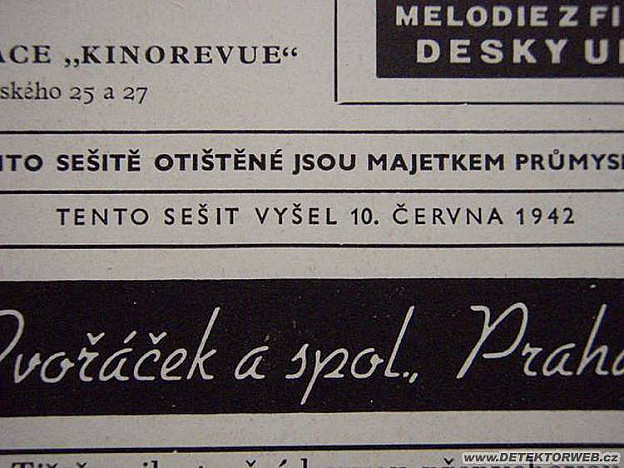 MELODIE Z FI
DESKY U
ACE „KINOREVUE“
ského 25 a 27
TO SEŠITĚ OTIŠTĚNÉ JSOU MAJETKEM PRŮMYS
TENTO SEŠIT VYŠEL 10. ČERVNA 1942
Dvořáček a spol., Praha
WWW.DETEKTORWEB.CZ